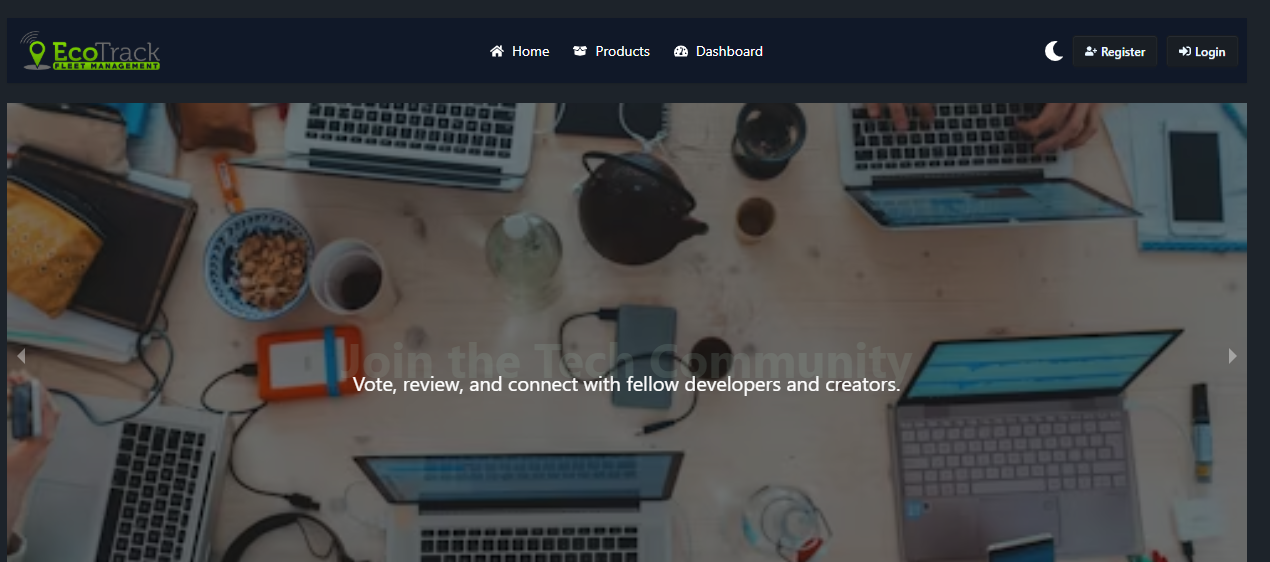 EcoTrack
FLEET MANAGEMENT
Home
Products
Dashboard
Register
Login
Join the Tech Community
Vote, review, and connect with fellow developers and creators.